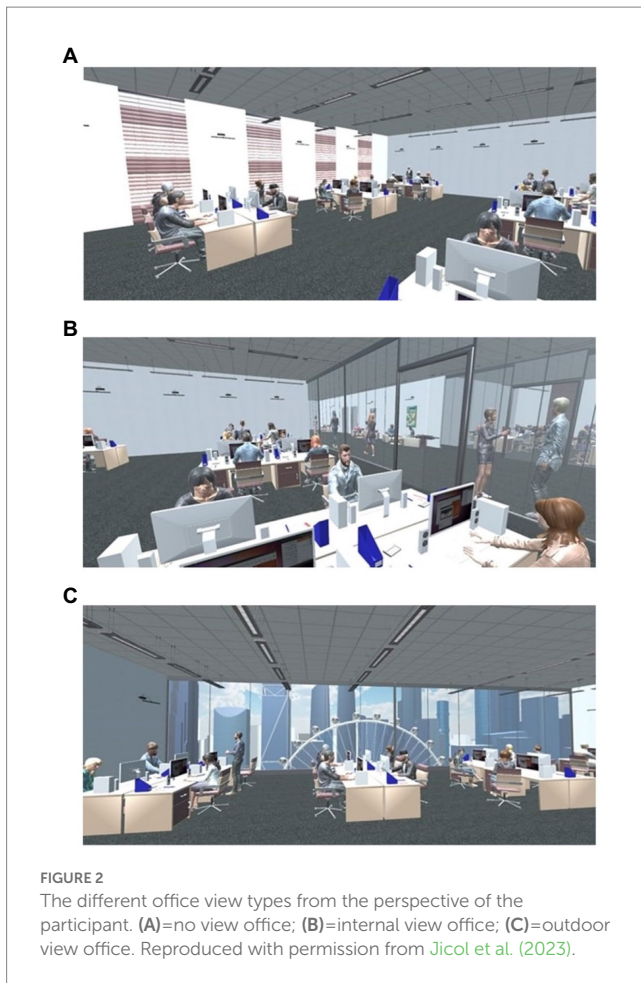 A
B
C
FIGURE 2
The different office view types from the perspective of the
participant. (A)=no view office; (B)=internal view office; (C)=outdoor
view office. Reproduced with permission from Jicol et al. (2023).